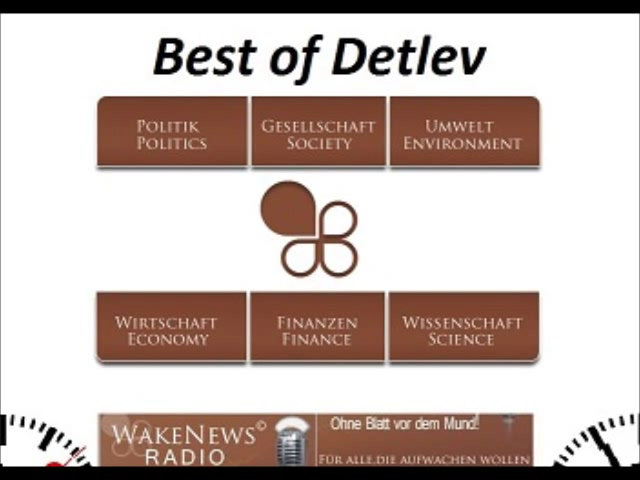 Best of Detlev
POLITIK
POLITICS
GESELLSCHAFT
SOCIETY
UMWELT
ENVIRONMENT
WIRTSCHAFT
ECONOMY
FINANZEN
FINANCE
WISSENSCHAFT
SCIENCE
WAKENEWS©
RADIO
Ohne Blatt vor dem Mund!
FÜR ALLE,DIE AUFWACHEN WOLLEN